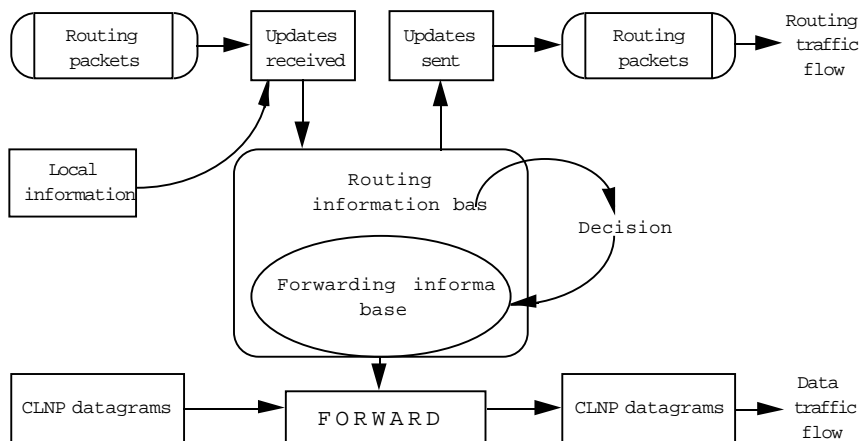 Routing
packets
Updates
received
Updates
sent
Routing
packets
Routing
traffic
flow
Local
information
Routing
information bas
Decision
Forwarding informa
base
CLNP datagrams
FORWARD
CLNP datagrams
Data
traffic
flow